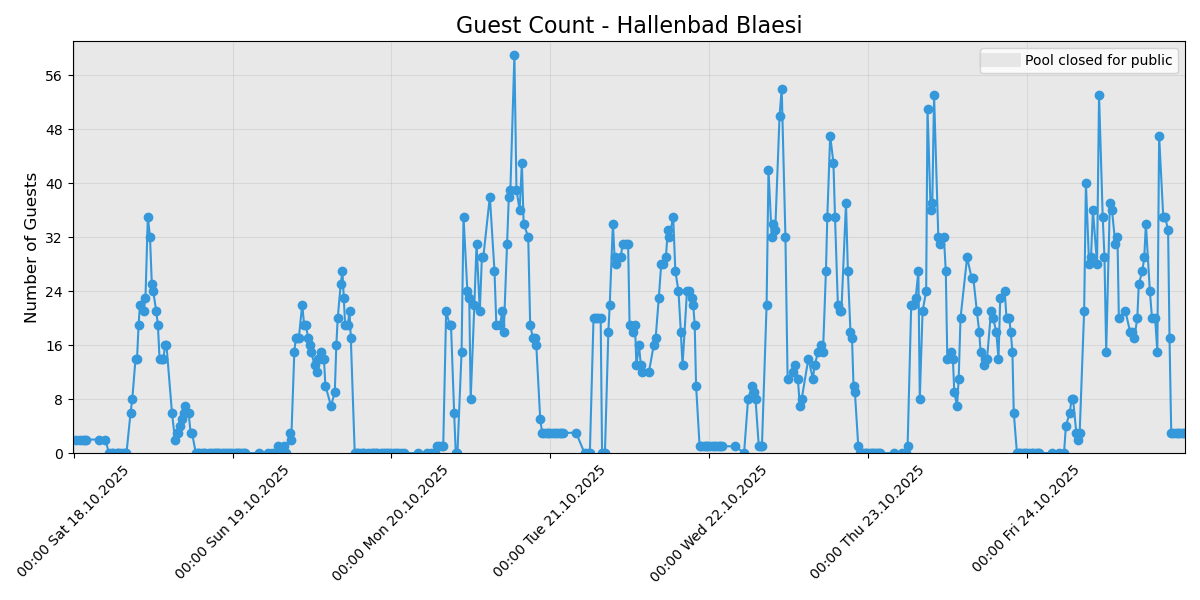 Guest Count - Hallenbad Blaesi
Pool closed for public
Number of Guests
56
48
40
32
24
16
8
0
00:00 Sat 18.10.2025
00:00 Sun 19.10.2025
00:00 Mon 20.10.2025
00:00 Tue 21.10.2025
00:00 Wed 22.10.2025
00:00 Thu 23.10.2025
00:00 Fri 24.10.2025